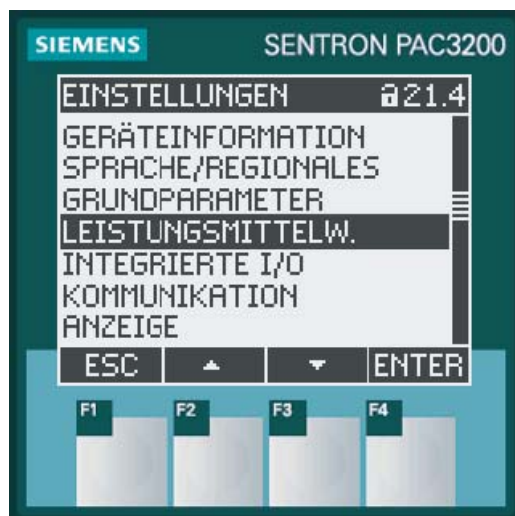 SIEMENS SENTRON PAC3200
EINSTELLUNGEN 21.4
GERÄTEINFORMATION
SPRACHE/REGIONALES
GRUNDPARAMETER
LEISTUNGSMITTELW.
INTEGRIERTE I/O
KOMMUNIKATION
ANZEIGE
ESC ▲ ▼ ENTER
F1 F2 F3 F4